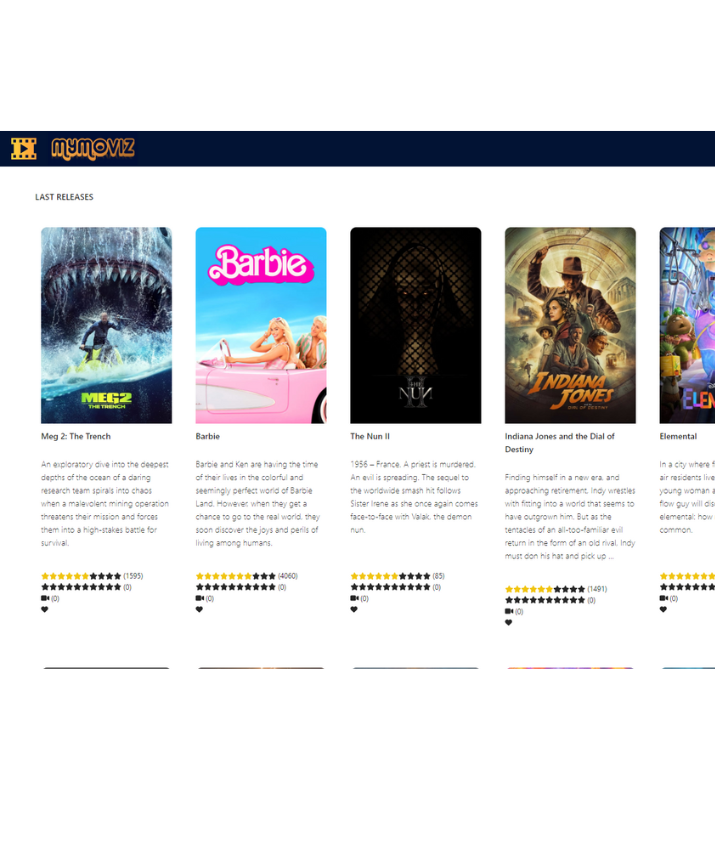 MYMOVIZ
LAST RELEASES
MEG2
THE TRENCH
Barbie
THE
NUN
II
INDIANA
JONES
AND THE
DIAL OF DESTINY
Meg 2: The Trench
An exploratory dive into the deepest
depths of the ocean of a daring
research team spirals into chaos
when a malevolent mining operation
threatens their mission and forces
them into a high-stakes battle for
survival.
(1595)
(0)
(0)
Barbie
Barbie and Ken are having the time
of their lives in the colorful and
seemingly perfect world of Barbie
Land. However, when they get a
chance to go to the real world, they
soon discover the joys and perils of
living among humans.
(4060)
(0)
(0)
The Nun II
1956 – France. A priest is murdered.
An evil is spreading. The sequel to
the worldwide smash hit follows
Sister Irene as she once again comes
face-to-face with Valak, the demon
nun.
(85)
(0)
(0)
Indiana Jones and the Dial of
Destiny
Finding himself in a new era, and
approaching retirement, Indy wrestles
with fitting into a world that seems to
have outgrown him. But as the
tentacles of an all-too-familiar evil
return in the form of an old rival, Indy
must don his hat and pick up ...
(1491)
(0)
(0)
ELEM
Elemental
In a city where f
air residents live
young woman a
flow guy will dis
elemental: how
common.
(0)